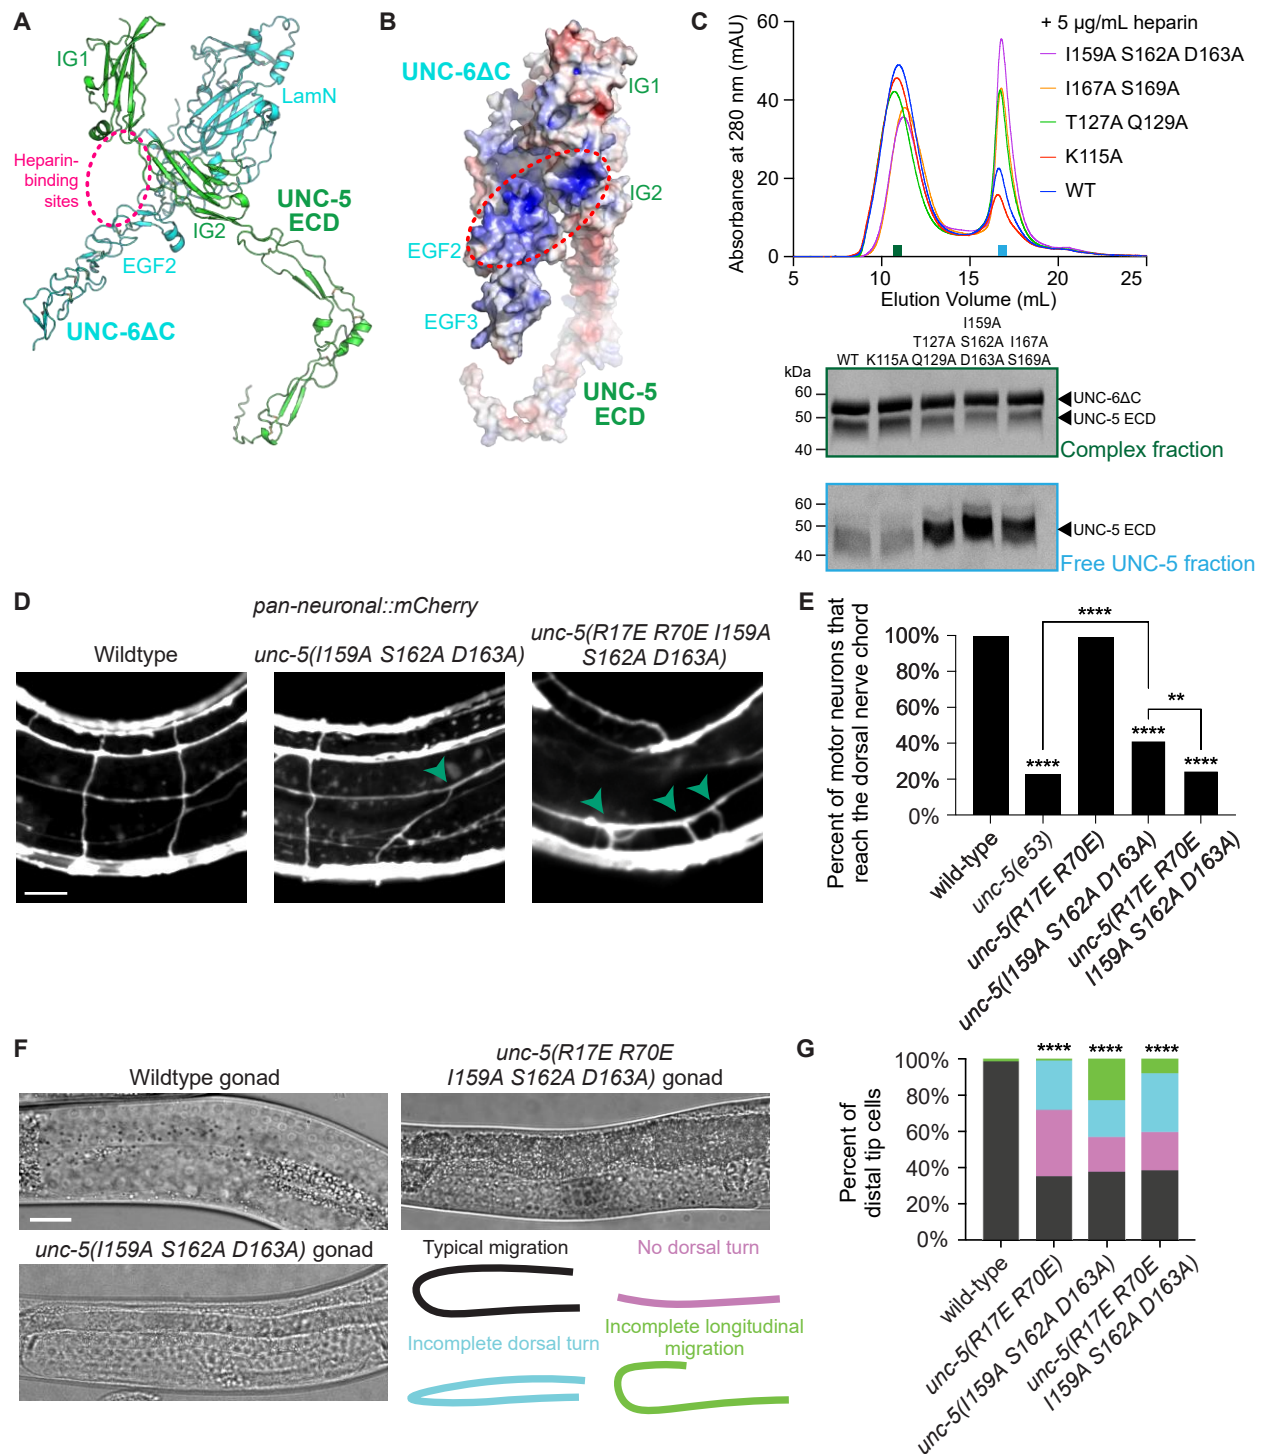 A
IG1
LamN
Heparin-
binding
sites
UNC-5
ECD
IG2
EGF2
UNC-6ΔC
B
UNC-6ΔC
IG1
IG2
EGF2
EGF3
UNC-5
ECD
C
+ 5 µg/mL heparin
I159A S162A D163A
I167A S169A
T127A Q129A
K115A
WT
Absorbance at 280 nm (mAU)
60
40
20
0
5
10
15
20
25
Elution Volume (mL)
I159A
T127A S162A I167A
WT K115A Q129A D163A S169A
kDa
60
50
40
UNC-6ΔC
UNC-5 ECD
Complex fraction
60
50
40
UNC-5 ECD
Free UNC-5 fraction
D
pan-neuronal::mCherry
Wildtype
unc-5(I159A S162A D163A)
unc-5(R17E R70E I159A
S162A D163A)
E
Percent of motor neurons that
reach the dorsal nerve chord
100%
80%
60%
40%
20%
0%
****
****
****
**
****
wild-type
unc-5(e53)
unc-5(R17E R70E)
unc-5(I159A S162A D163A)
unc-5(R17E R70E
I159A S162A D163A)
F
Wildtype gonad
unc-5(R17E R70E
I159A S162A D163A) gonad
unc-5(I159A S162A D163A) gonad
Typical migration
No dorsal turn
Incomplete dorsal turn
Incomplete longitudinal
migration
G
Percent of
distal tip cells
100%
80%
60%
40%
20%
0%
****
****
****
wild-type
unc-5(R17E R70E)
unc-5(I159A S162A D163A)
unc-5(R17E R70E
I159A S162A D163A)